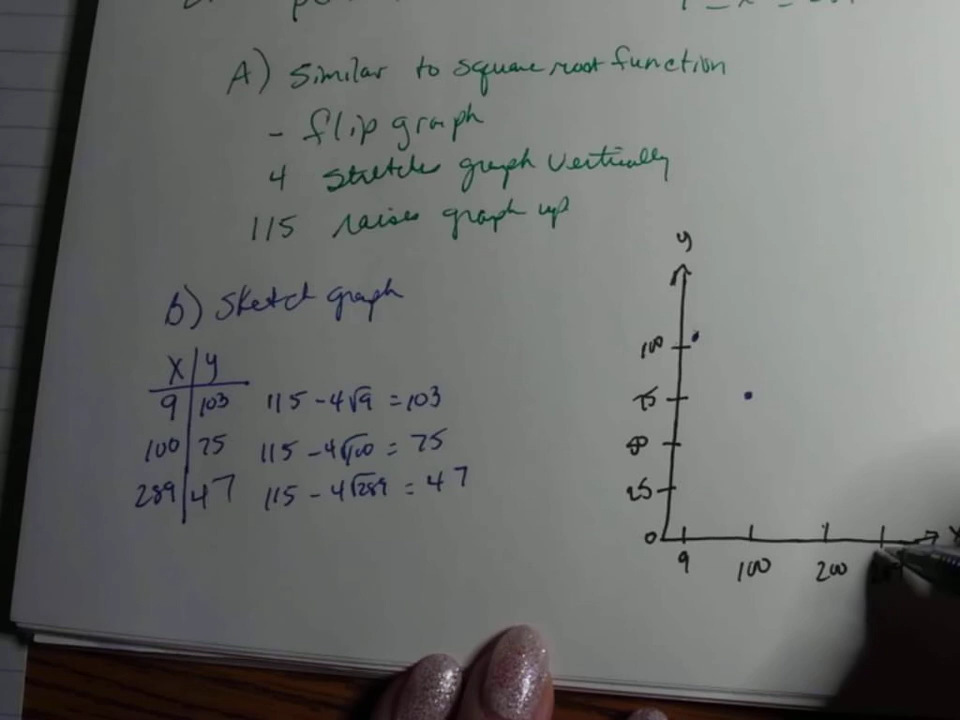 A) Similar to square root function
- flip graph
4 stretches graph vertically
115 raises graph up
B) Sketch graph
x y
9 103 115 - 4√9 = 103
100 75 115 - 4√100 = 75
289 47 115 - 4√289 = 47
y
100
75
50
25
0
9 100 200
x